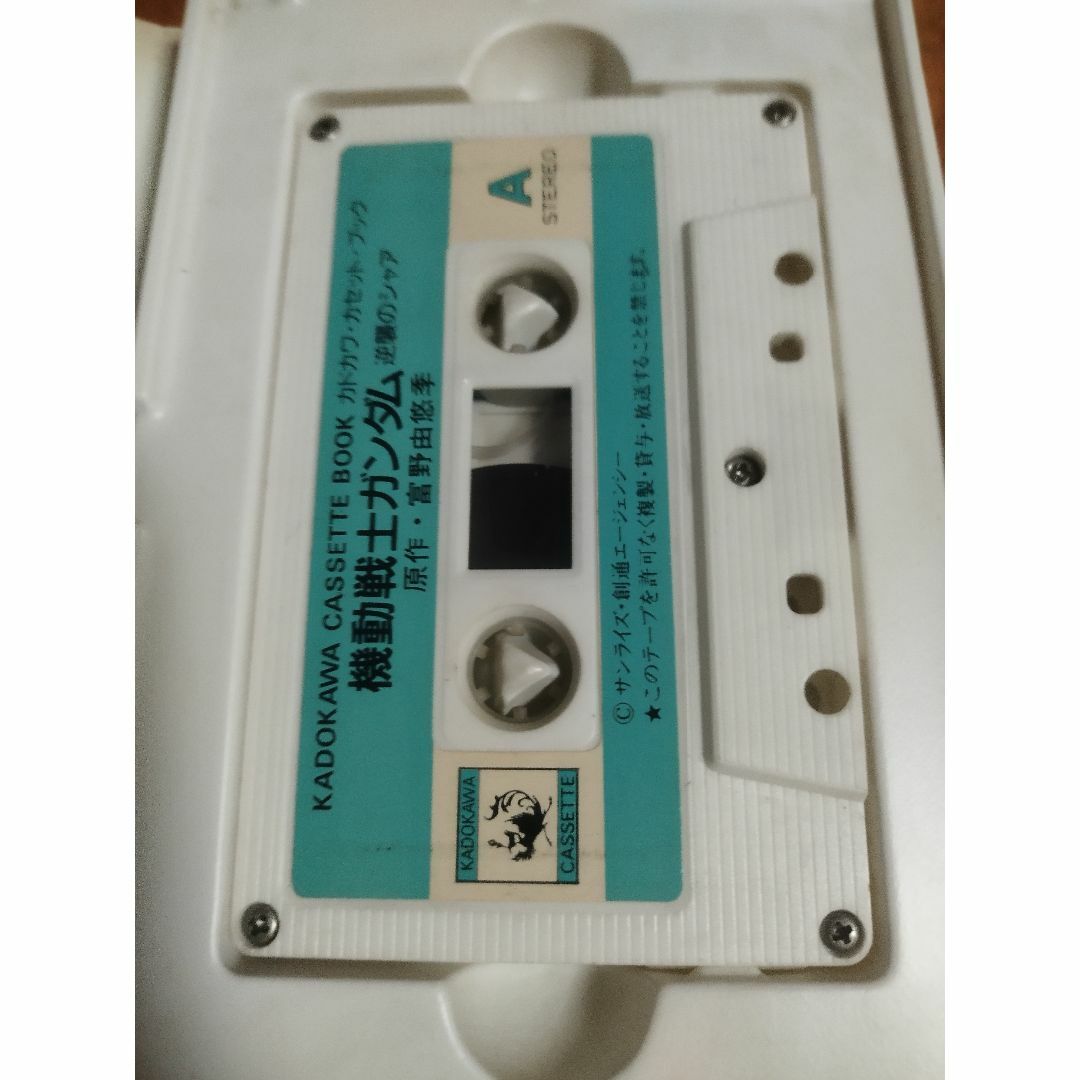 KADOKAWA CASSETTE BOOK カドカワ・カセット・ブック
機動戦士ガンダム 逆襲のシャア
原作・富野由悠季
A
STEREO
KADOKAWA
CASSETTE
Ⓒ サンライズ・創通エージェンシー
★このテープを許可なく複製・貸与・放送することを禁じます。